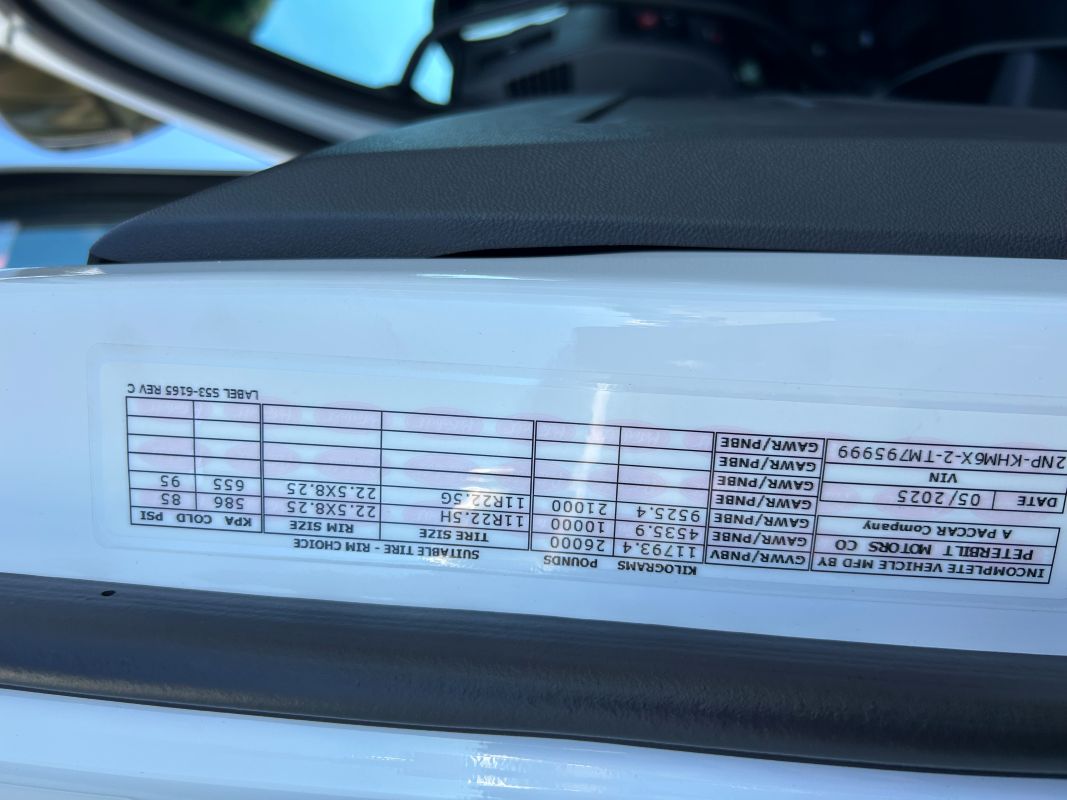 INCOMPLETE VEHICLE MFD BY
PETERBILT MOTORS CO
A PACCAR Company
DATE 05/2025
VIN
2NP-KHM6X-2-TM795999
KILOGRAMS POUNDS SUITABLE TIRE - RIM CHOICE
GVWR/PNBV 11793.4 26000 TIRE SIZE RIM SIZE KPA COLD PSI
GAWR/PNBE 4535.9 10000 11R22.5H 22.5X8.25 586 85
GAWR/PNBE 9525.4 21000 11R22.5G 22.5X8.25 655 95
GAWR/PNBE
GAWR/PNBE
GAWR/PNBE
LABEL S53-6165 REV C